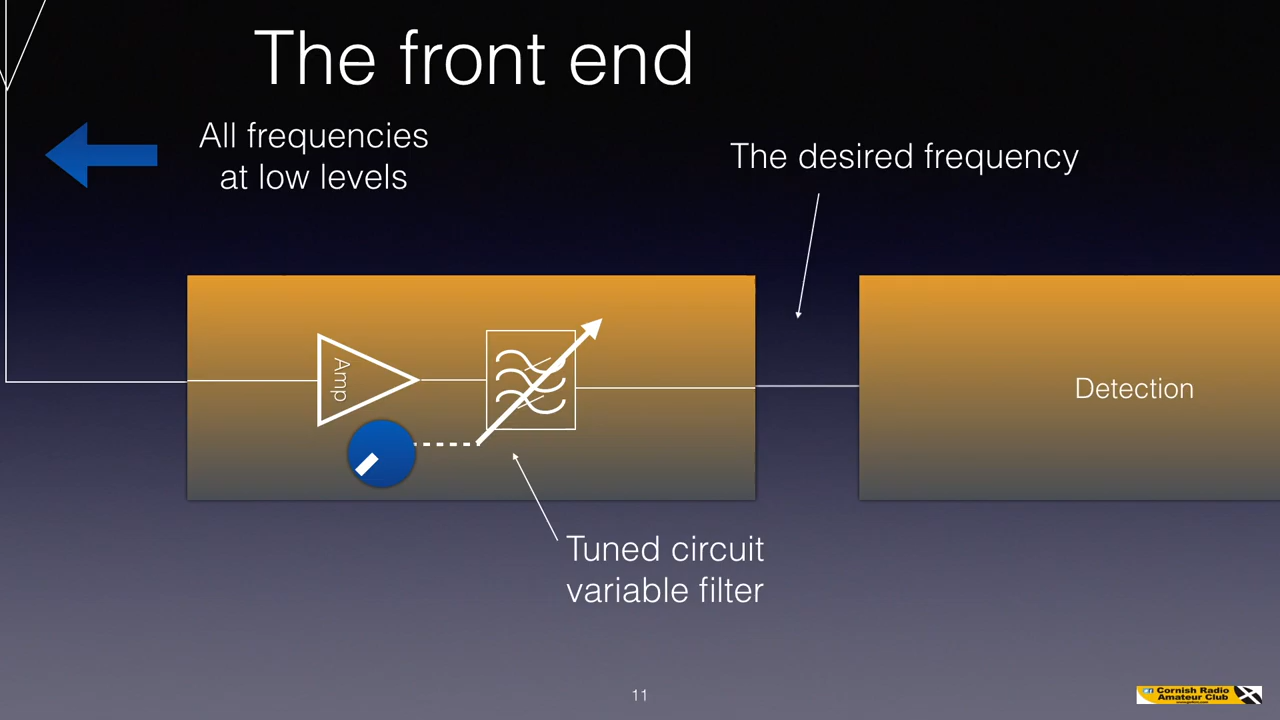 The front end
All frequencies
at low levels
The desired frequency
Amp
Detection
Tuned circuit
variable filter
11
Cornish Radio
Amateur Club